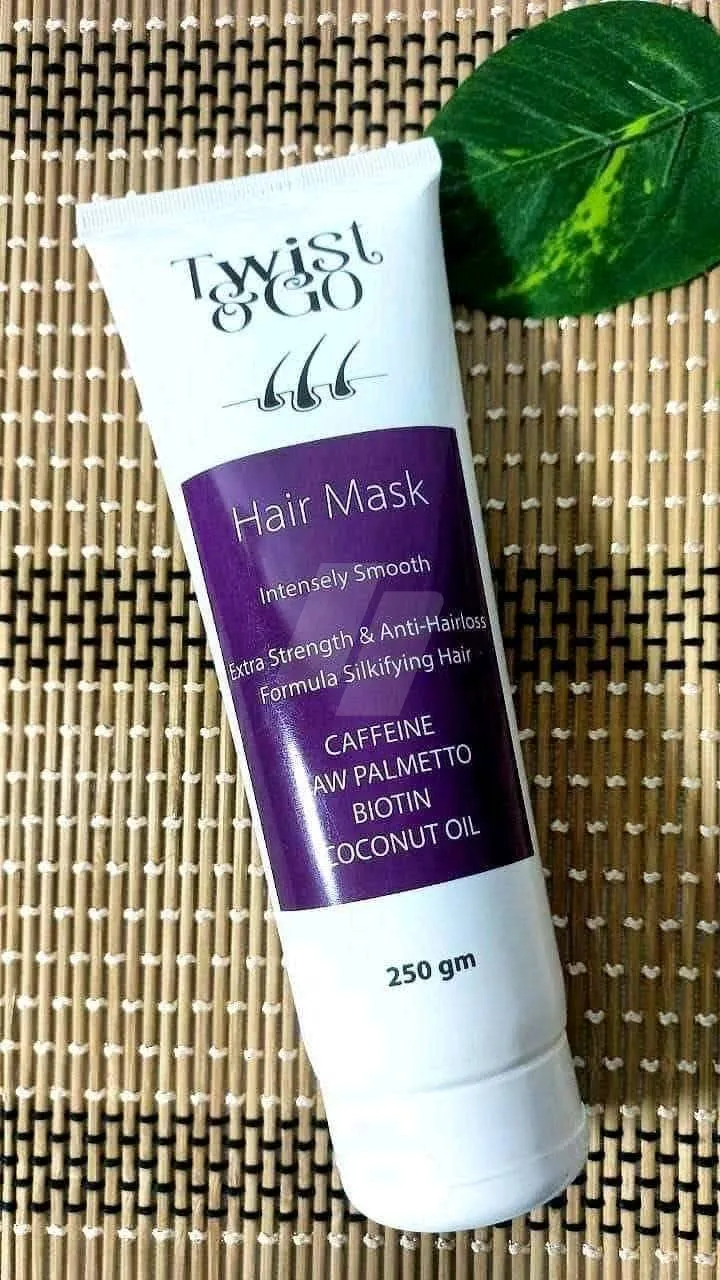 Twist
& Go
Hair Mask
Intensely Smooth
Extra Strength & Anti-Hairloss
Formula Silkifying Hair
CAFFEINE
AW PALMETTO
BIOTIN
COCONUT OIL
250 gm